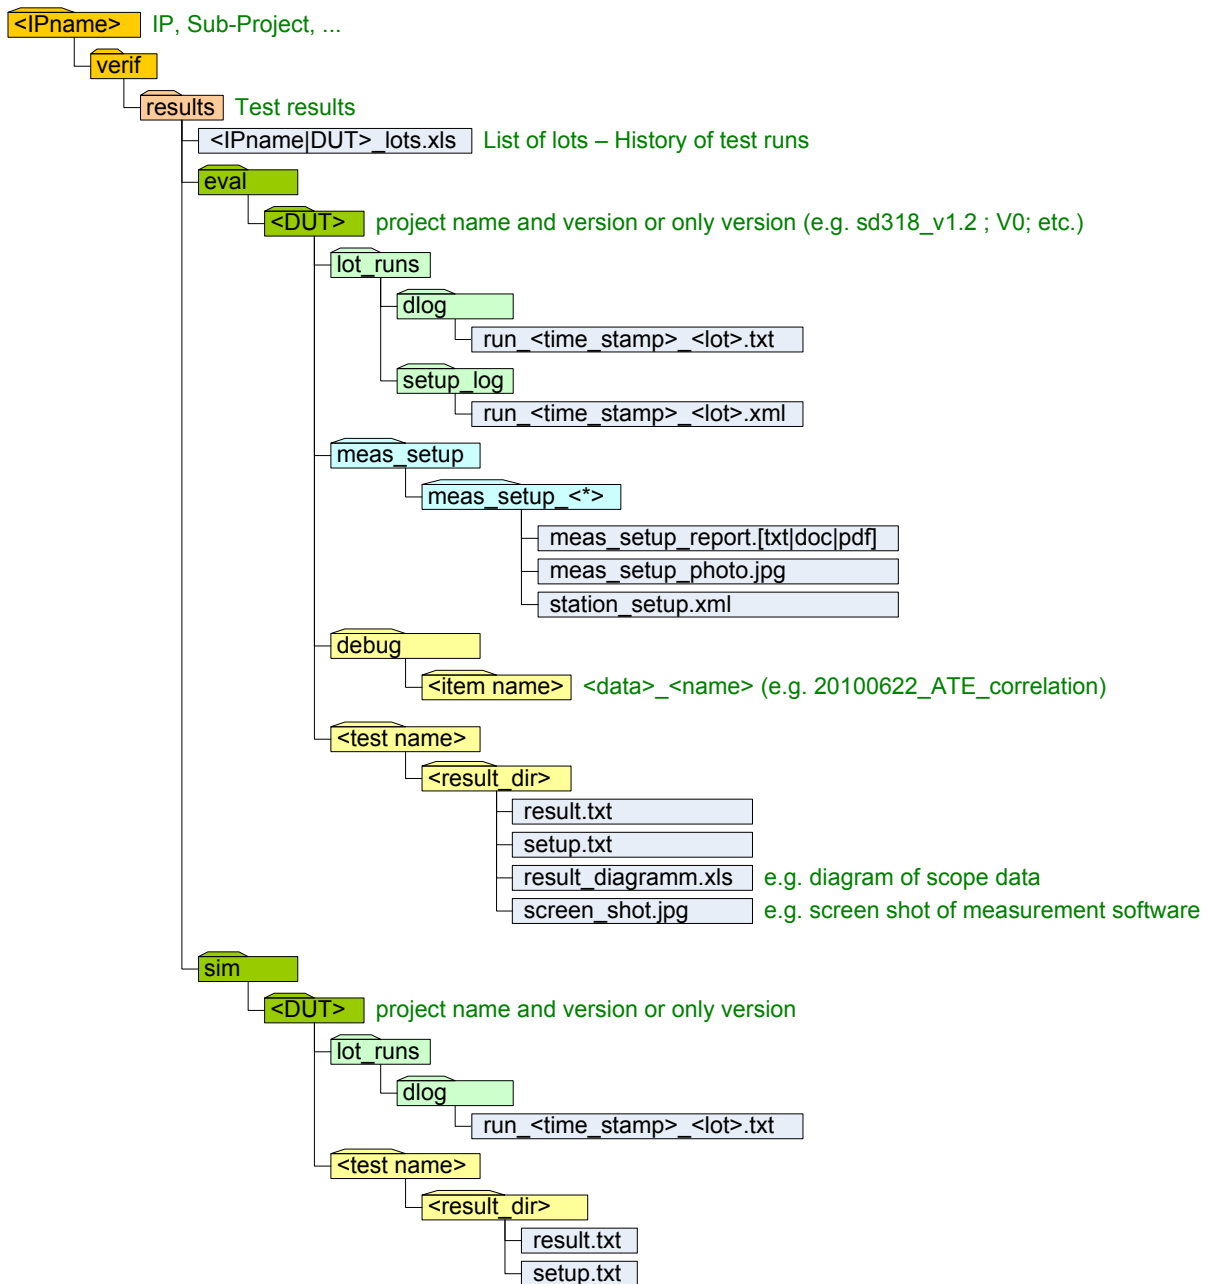 <IPname> IP, Sub-Project, ...
verif
results Test results
<IPname|DUT>_lots.xls List of lots – History of test runs
eval
<DUT> project name and version or only version (e.g. sd318_v1.2 ; V0; etc.)
lot_runs
dlog
run_<time_stamp>_<lot>.txt
setup_log
run_<time_stamp>_<lot>.xml
meas_setup
meas_setup_<*>
meas_setup_report.[txt|doc|pdf]
meas_setup_photo.jpg
station_setup.xml
debug
<item name> <data>_<name> (e.g. 20100622_ATE_correlation)
<test name>
<result_dir>
result.txt
setup.txt
result_diagramm.xls e.g. diagram of scope data
screen_shot.jpg e.g. screen shot of measurement software
sim
<DUT> project name and version or only version
lot_runs
dlog
run_<time_stamp>_<lot>.txt
<test name>
<result_dir>
result.txt
setup.txt